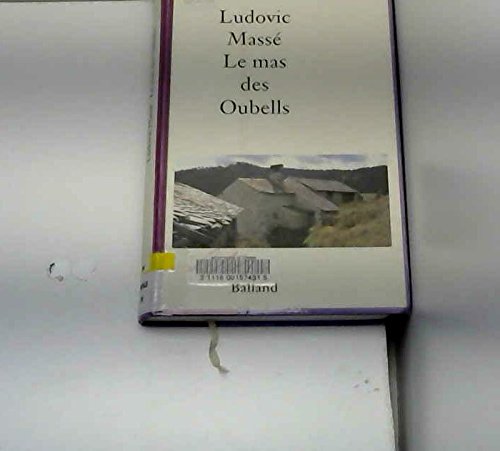 Ludovic
Massé
Le mas
des
Oubells
Balland